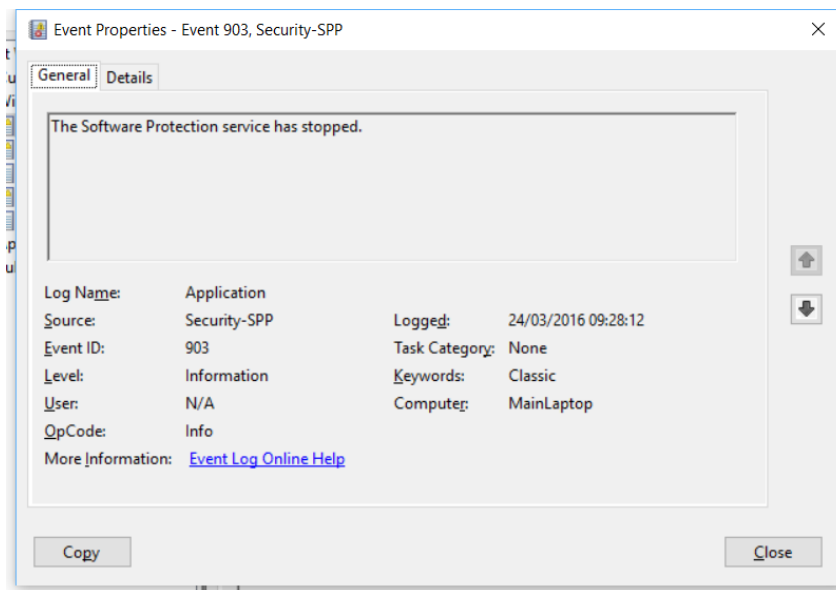 Event Properties - Event 903, Security-SPP
General Details
The Software Protection service has stopped.
Log Name: Application
Source: Security-SPP Logged: 24/03/2016 09:28:12
Event ID: 903 Task Category: None
Level: Information Keywords: Classic
User: N/A Computer: MainLaptop
OpCode: Info
More Information: Event Log Online Help
Copy Close